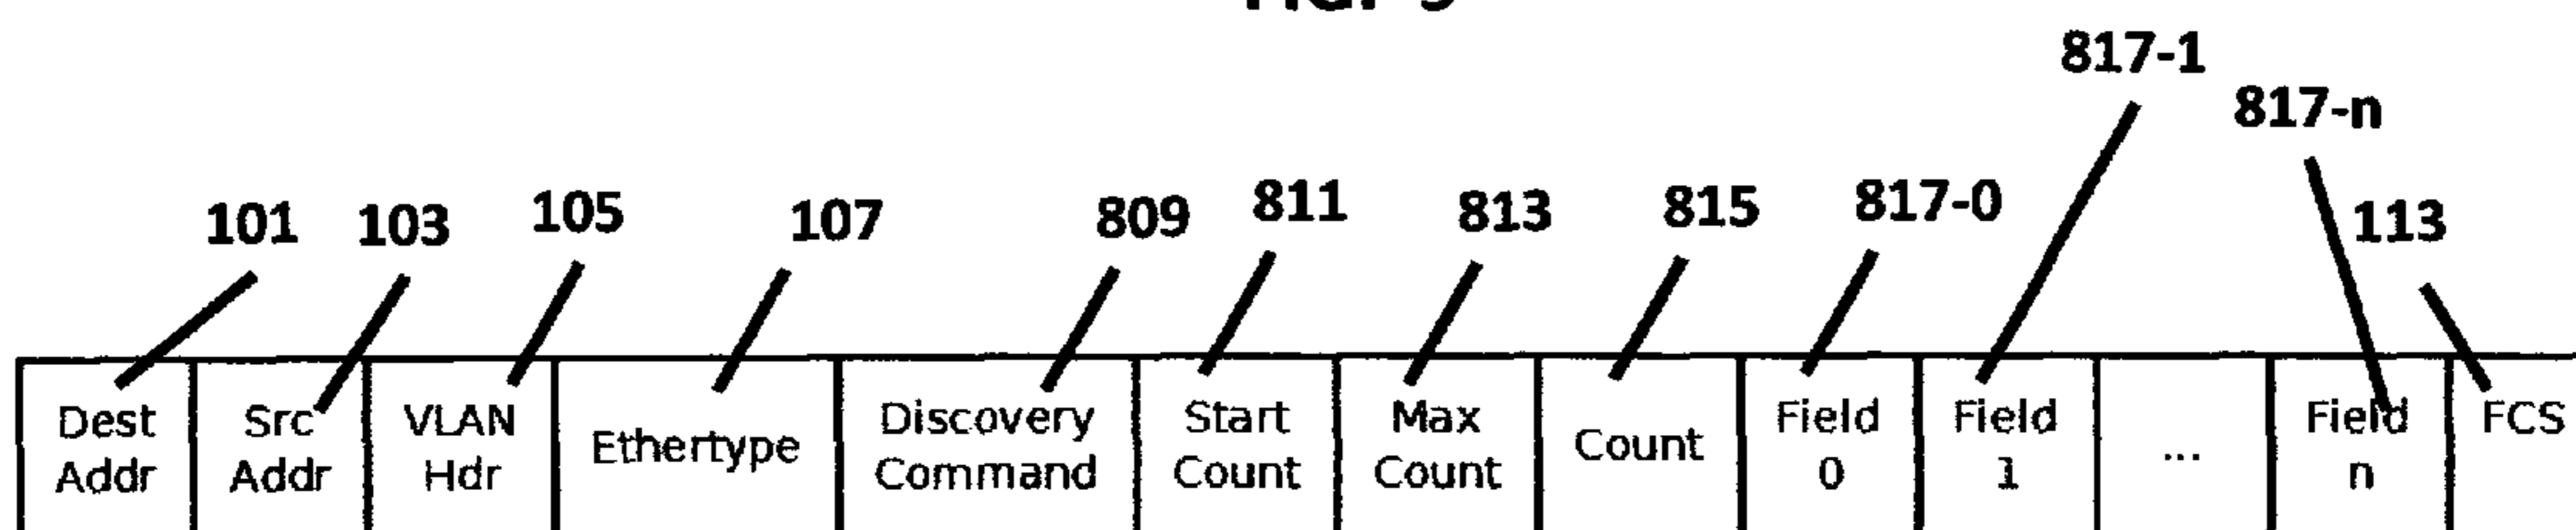 817-1
817-n
101 103 105 107 809 811 813 815 817-0 113
Dest Addr Src Addr VLAN Hdr Ethertype Discovery Command Start Count Max Count Count Field 0 Field 1 ... Field n FCS